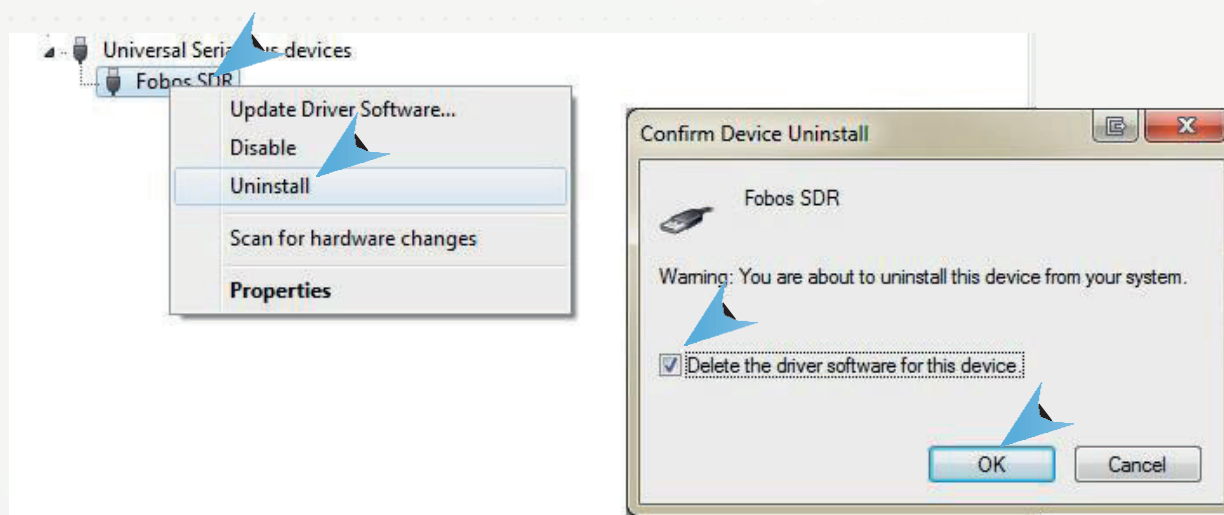 Universal Serial Bus devices
Fobos SDR
Update Driver Software...
Disable
Uninstall
Scan for hardware changes
Properties
Confirm Device Uninstall
Fobos SDR
Warning: You are about to uninstall this device from your system.
Delete the driver software for this device.
OK
Cancel